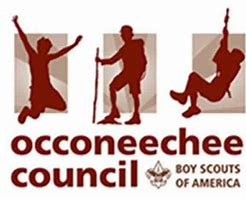 occoneechee
council BOY SCOUTS
OF AMERICA